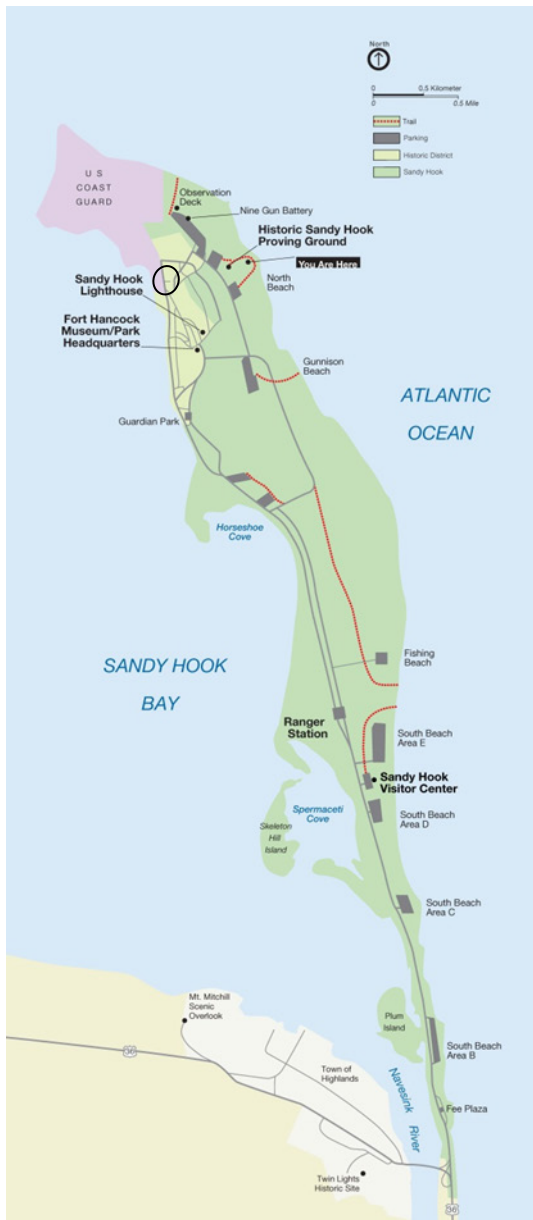 North
0
0.5 Kilometer
0
0.5 Mile
Trail
Parking
Historic District
Sandy Hook
U S
COAST
GUARD
Observation
Deck
Nine Gun Battery
Historic Sandy Hook
Proving Ground
You Are Here
North
Beach
Sandy Hook
Lighthouse
Fort Hancock
Museum/Park
Headquarters
Gunnison
Beach
ATLANTIC
OCEAN
Guardian Park
Horseshoe
Cove
SANDY HOOK
BAY
Fishing
Beach
Ranger
Station
South Beach
Area E
Sandy Hook
Visitor Center
Spermaceti
Cove
South Beach
Area D
Skeleton
Hill
Island
South Beach
Area C
Mt. Mitchill
Scenic
Overlook
Plum
Island
36
South Beach
Area B
Town of
Highlands
Navesink River
Fee Plaza
Twin Lights
Historic Site
36